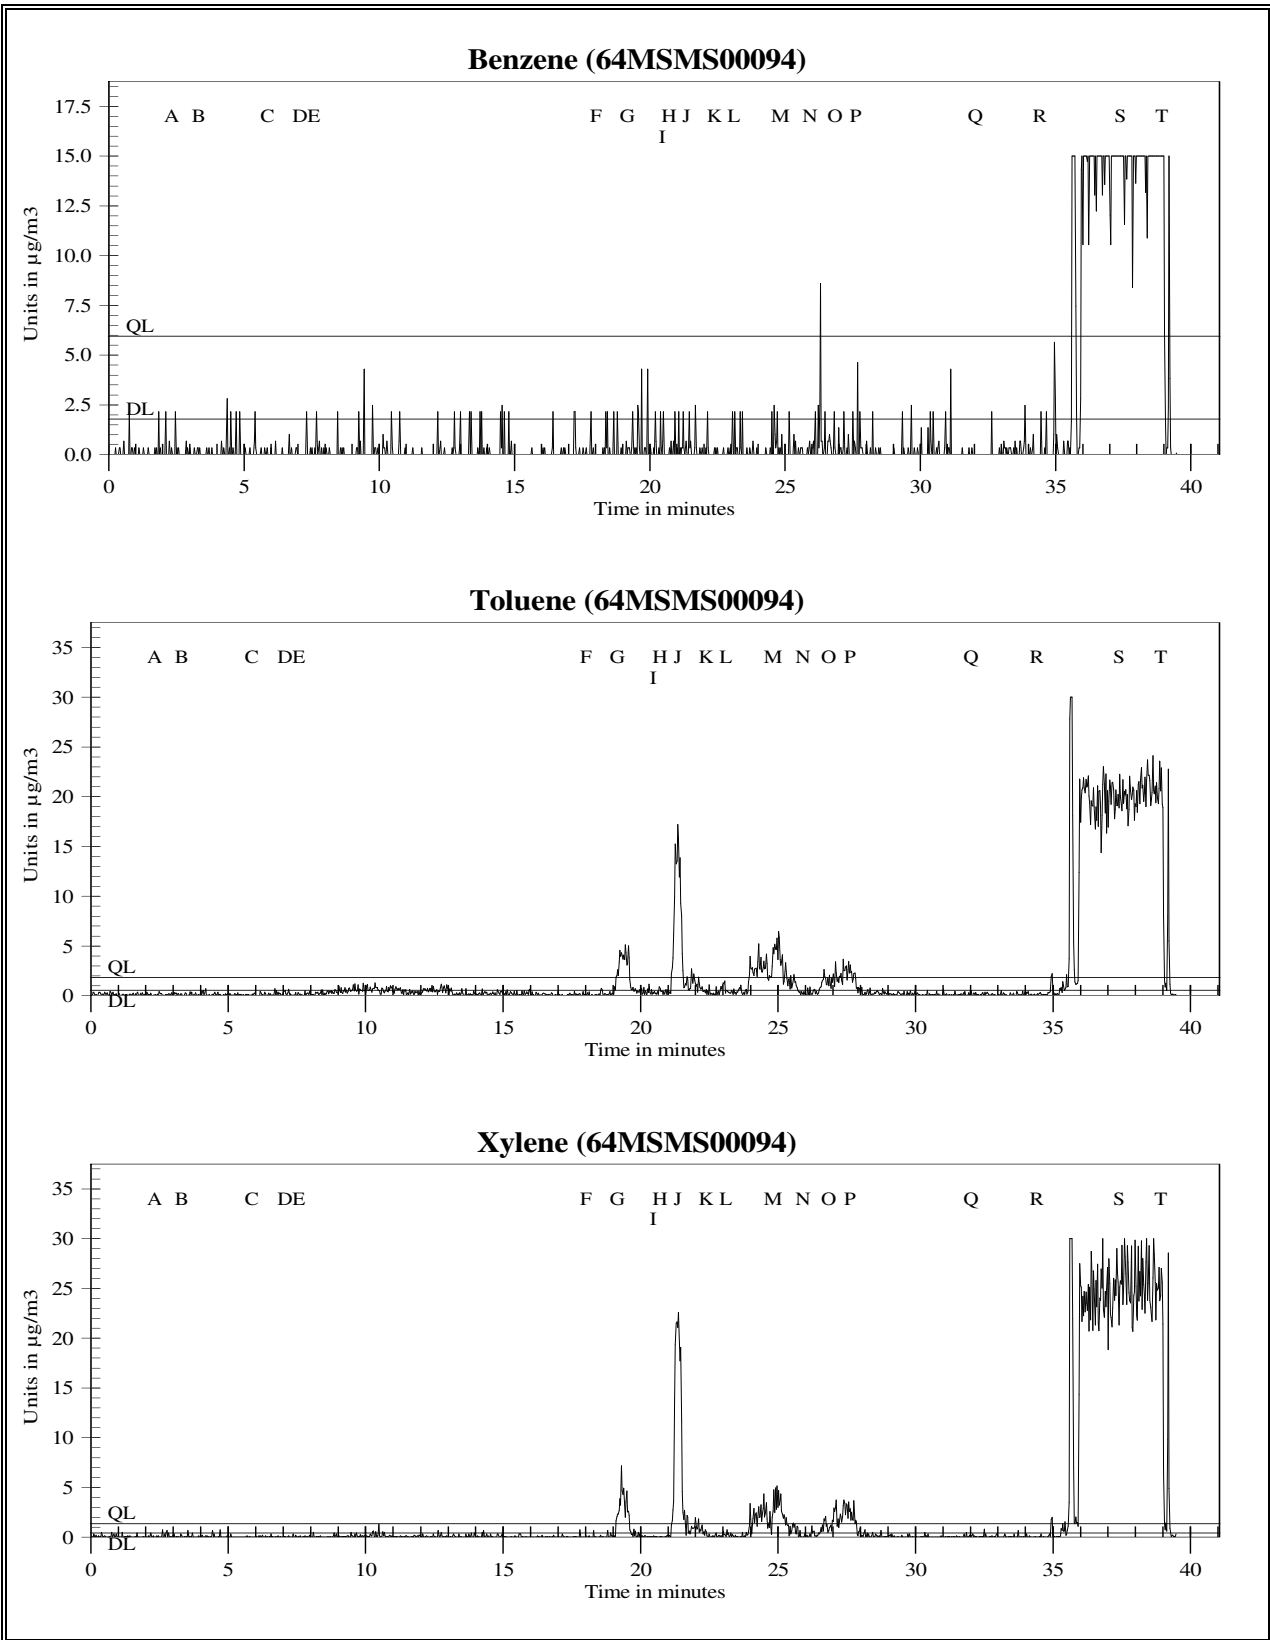 Benzene (64MSMS00094)
17.5
A B C DE F G H J K L M N O P Q R S T
I
15.0
12.5
10.0
7.5
QL
5.0
2.5
DL
0.0
Units in µg/m3
0 5 10 15 20 25 30 35 40
Time in minutes
Toluene (64MSMS00094)
35
A B C DE F G H J K L M N O P Q R S T
I
30
25
20
15
10
5
QL
0
DL
Units in µg/m3
0 5 10 15 20 25 30 35 40
Time in minutes
Xylene (64MSMS00094)
35
A B C DE F G H J K L M N O P Q R S T
I
30
25
20
15
10
5
QL
0
DL
Units in µg/m3
0 5 10 15 20 25 30 35 40
Time in minutes